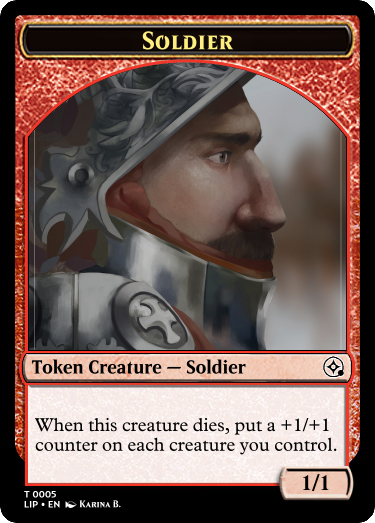 Soldier
Token Creature — Soldier
When this creature dies, put a +1/+1
counter on each creature you control.
1/1
T 0005
LIP • EN Karina B.